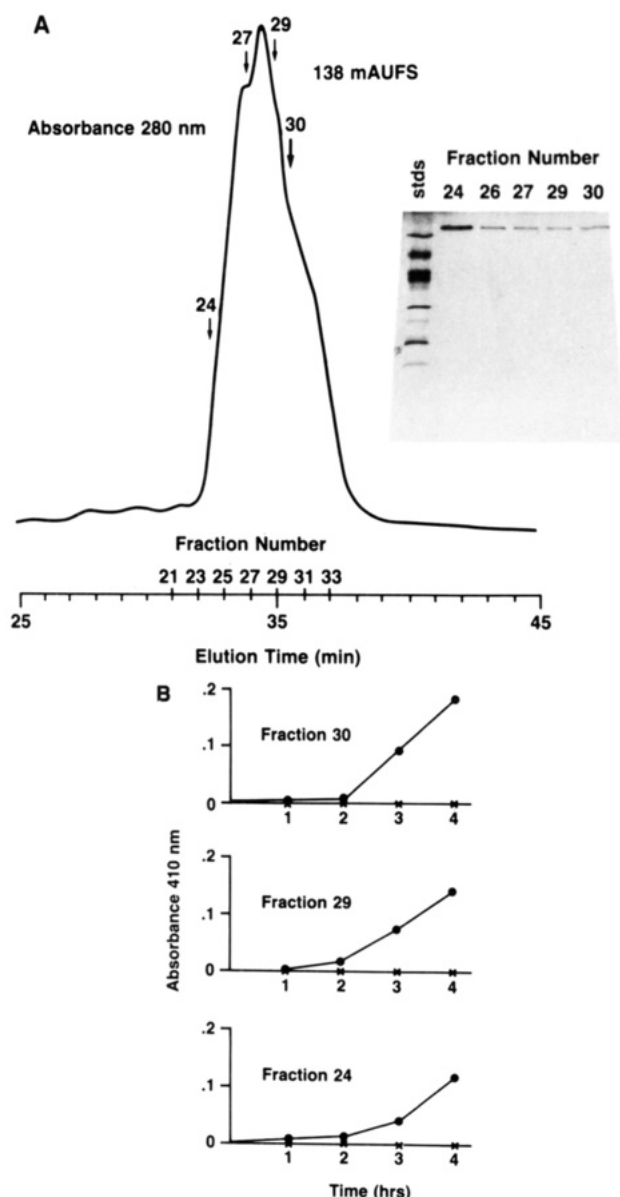 A
27
29
138 mAUFS
Absorbance 280 nm
30
24
stds
Fraction Number
24 26 27 29 30
Fraction Number
21 23 25 27 29 31 33
25 35 45
Elution Time (min)
B
Absorbance 410 nm
.2
.1
0
Fraction 30
1 2 3 4
.2
.1
0
Fraction 29
1 2 3 4
.2
.1
0
Fraction 24
1 2 3 4
Time (hrs)